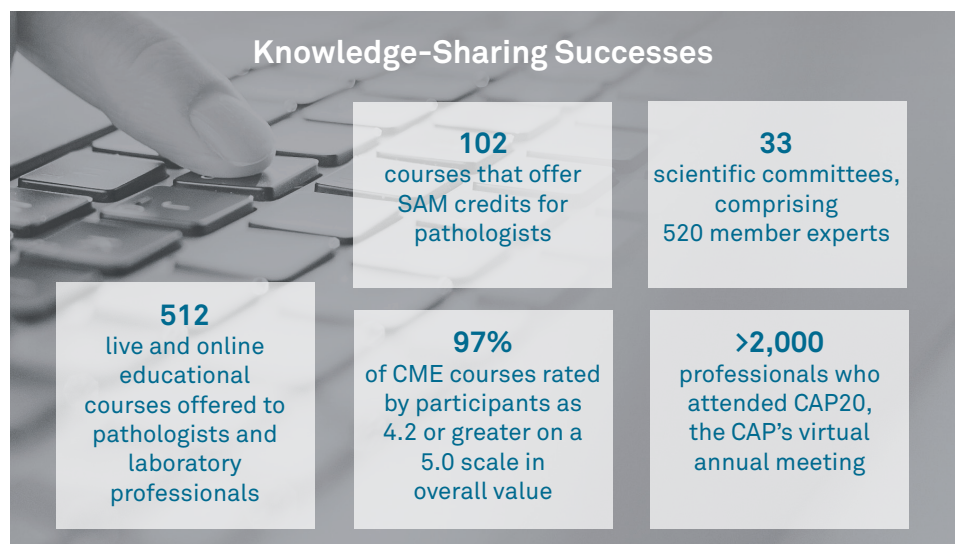 Knowledge-Sharing Successes
102
courses that offer
SAM credits for
pathologists
33
scientific committees,
comprising
520 member experts
512
live and online
educational
courses offered to
pathologists and
laboratory
professionals
97%
of CME courses rated
by participants as
4.2 or greater on a
5.0 scale in
overall value
>2,000
professionals who
attended CAP20,
the CAP’s virtual
annual meeting